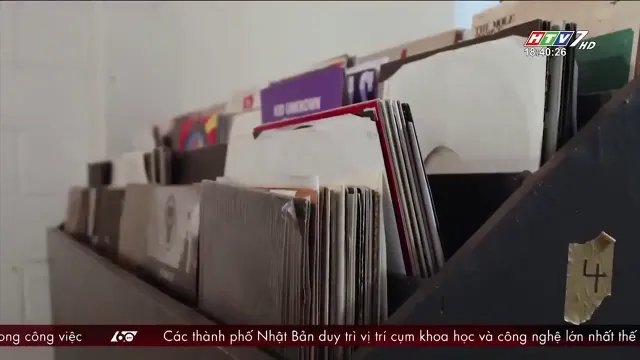 THE MOLE
HTV7 HD
18:40:26
KID UNKNOWN
4
ong công việc
60 Các thành phố Nhật Bản duy trì vị trí cụm khoa học và công nghệ lớn nhất thế